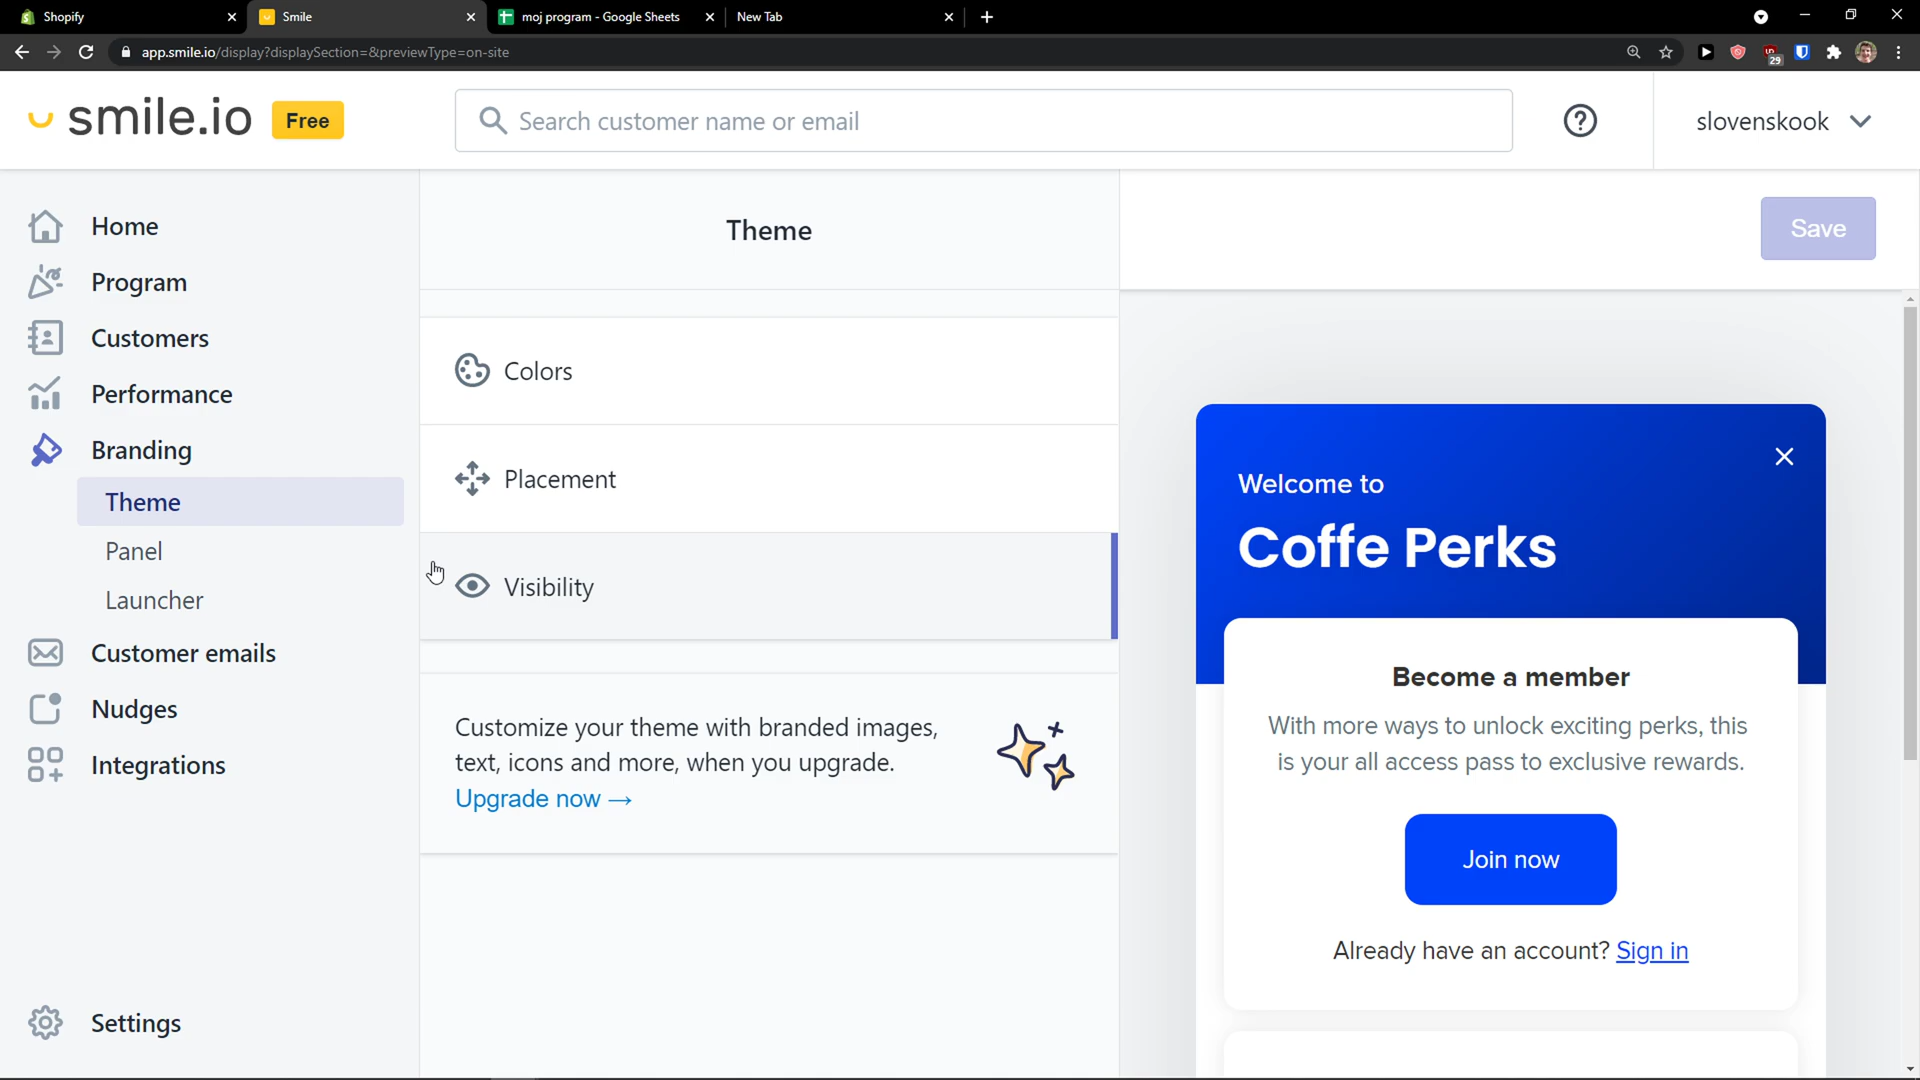 Shopify
Smile
moj program - Google Sheets
New Tab
app.smile.io/display?displaySection=&previewType=on-site
29
smile.io
Free
Search customer name or email
slovenskook
Home
Program
Customers
Performance
Branding
Theme
Panel
Launcher
Customer emails
Nudges
Integrations
Settings
Theme
Colors
Placement
Visibility
Customize your theme with branded images,
text, icons and more, when you upgrade.
Upgrade now →
Save
Welcome to
Coffe Perks
Become a member
With more ways to unlock exciting perks, this
is your all access pass to exclusive rewards.
Join now
Already have an account? Sign in